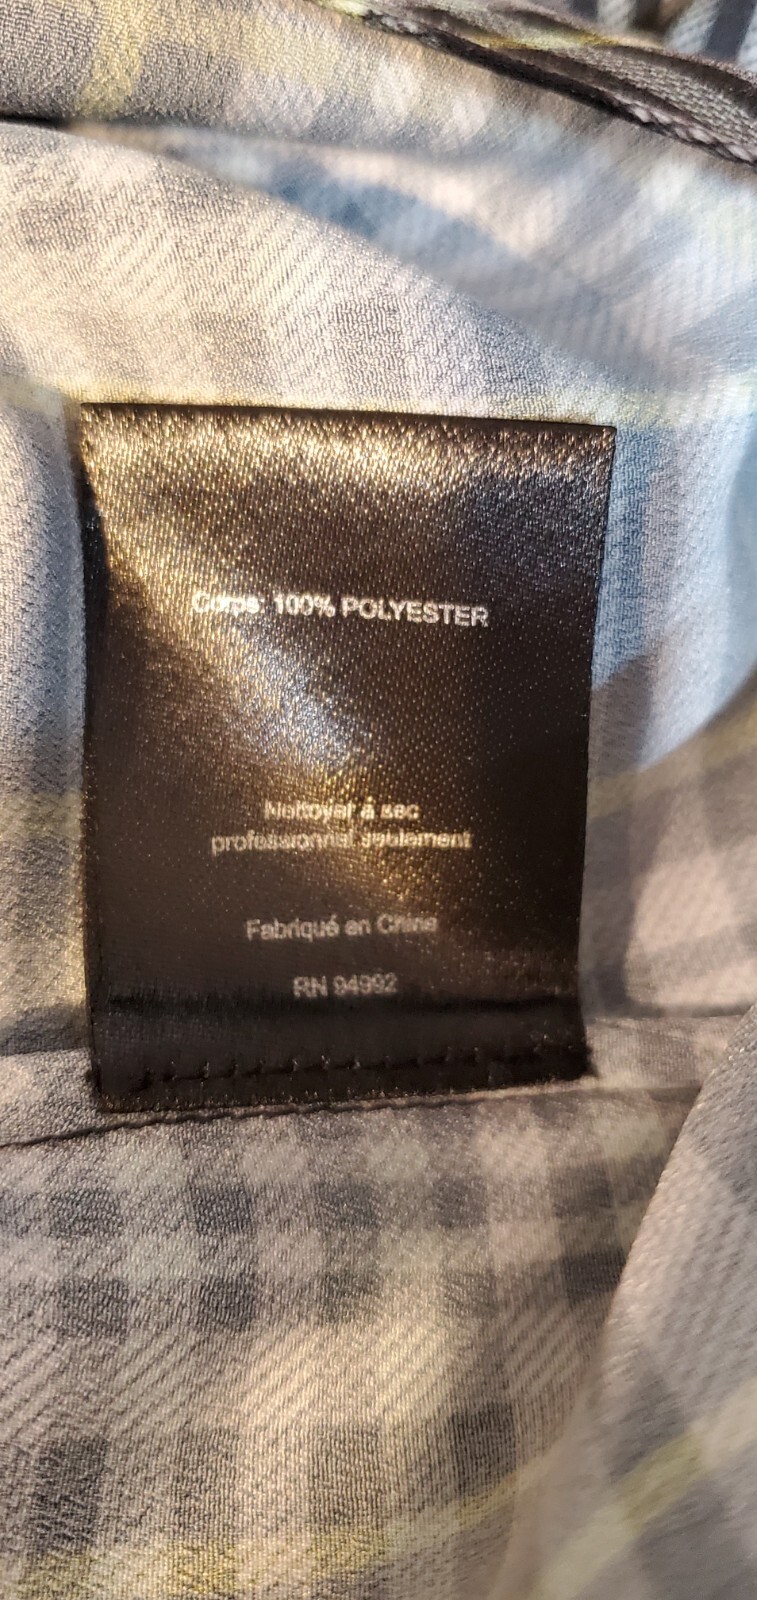 Corps: 100% POLYESTER
Nettoyer à sec
professionnel seulement
Fabriqué en Chine
RN 94992